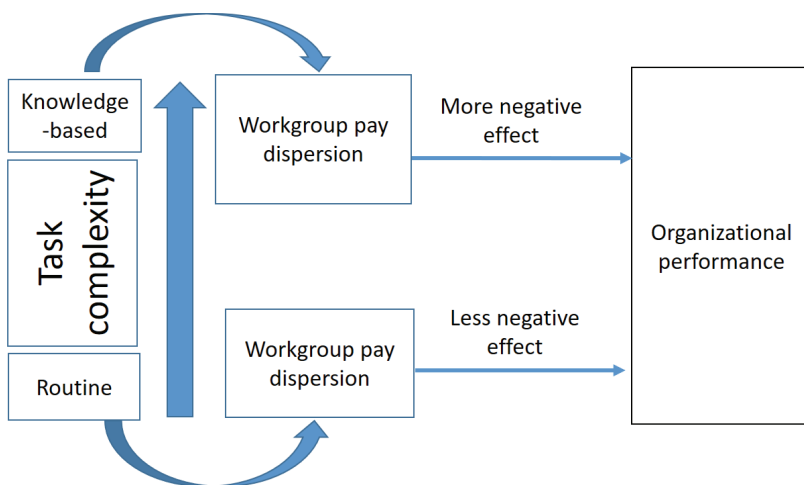 Knowledge
-based
Task
complexity
Routine
Workgroup pay
dispersion
More negative
effect
Workgroup pay
dispersion
Less negative
effect
Organizational
performance